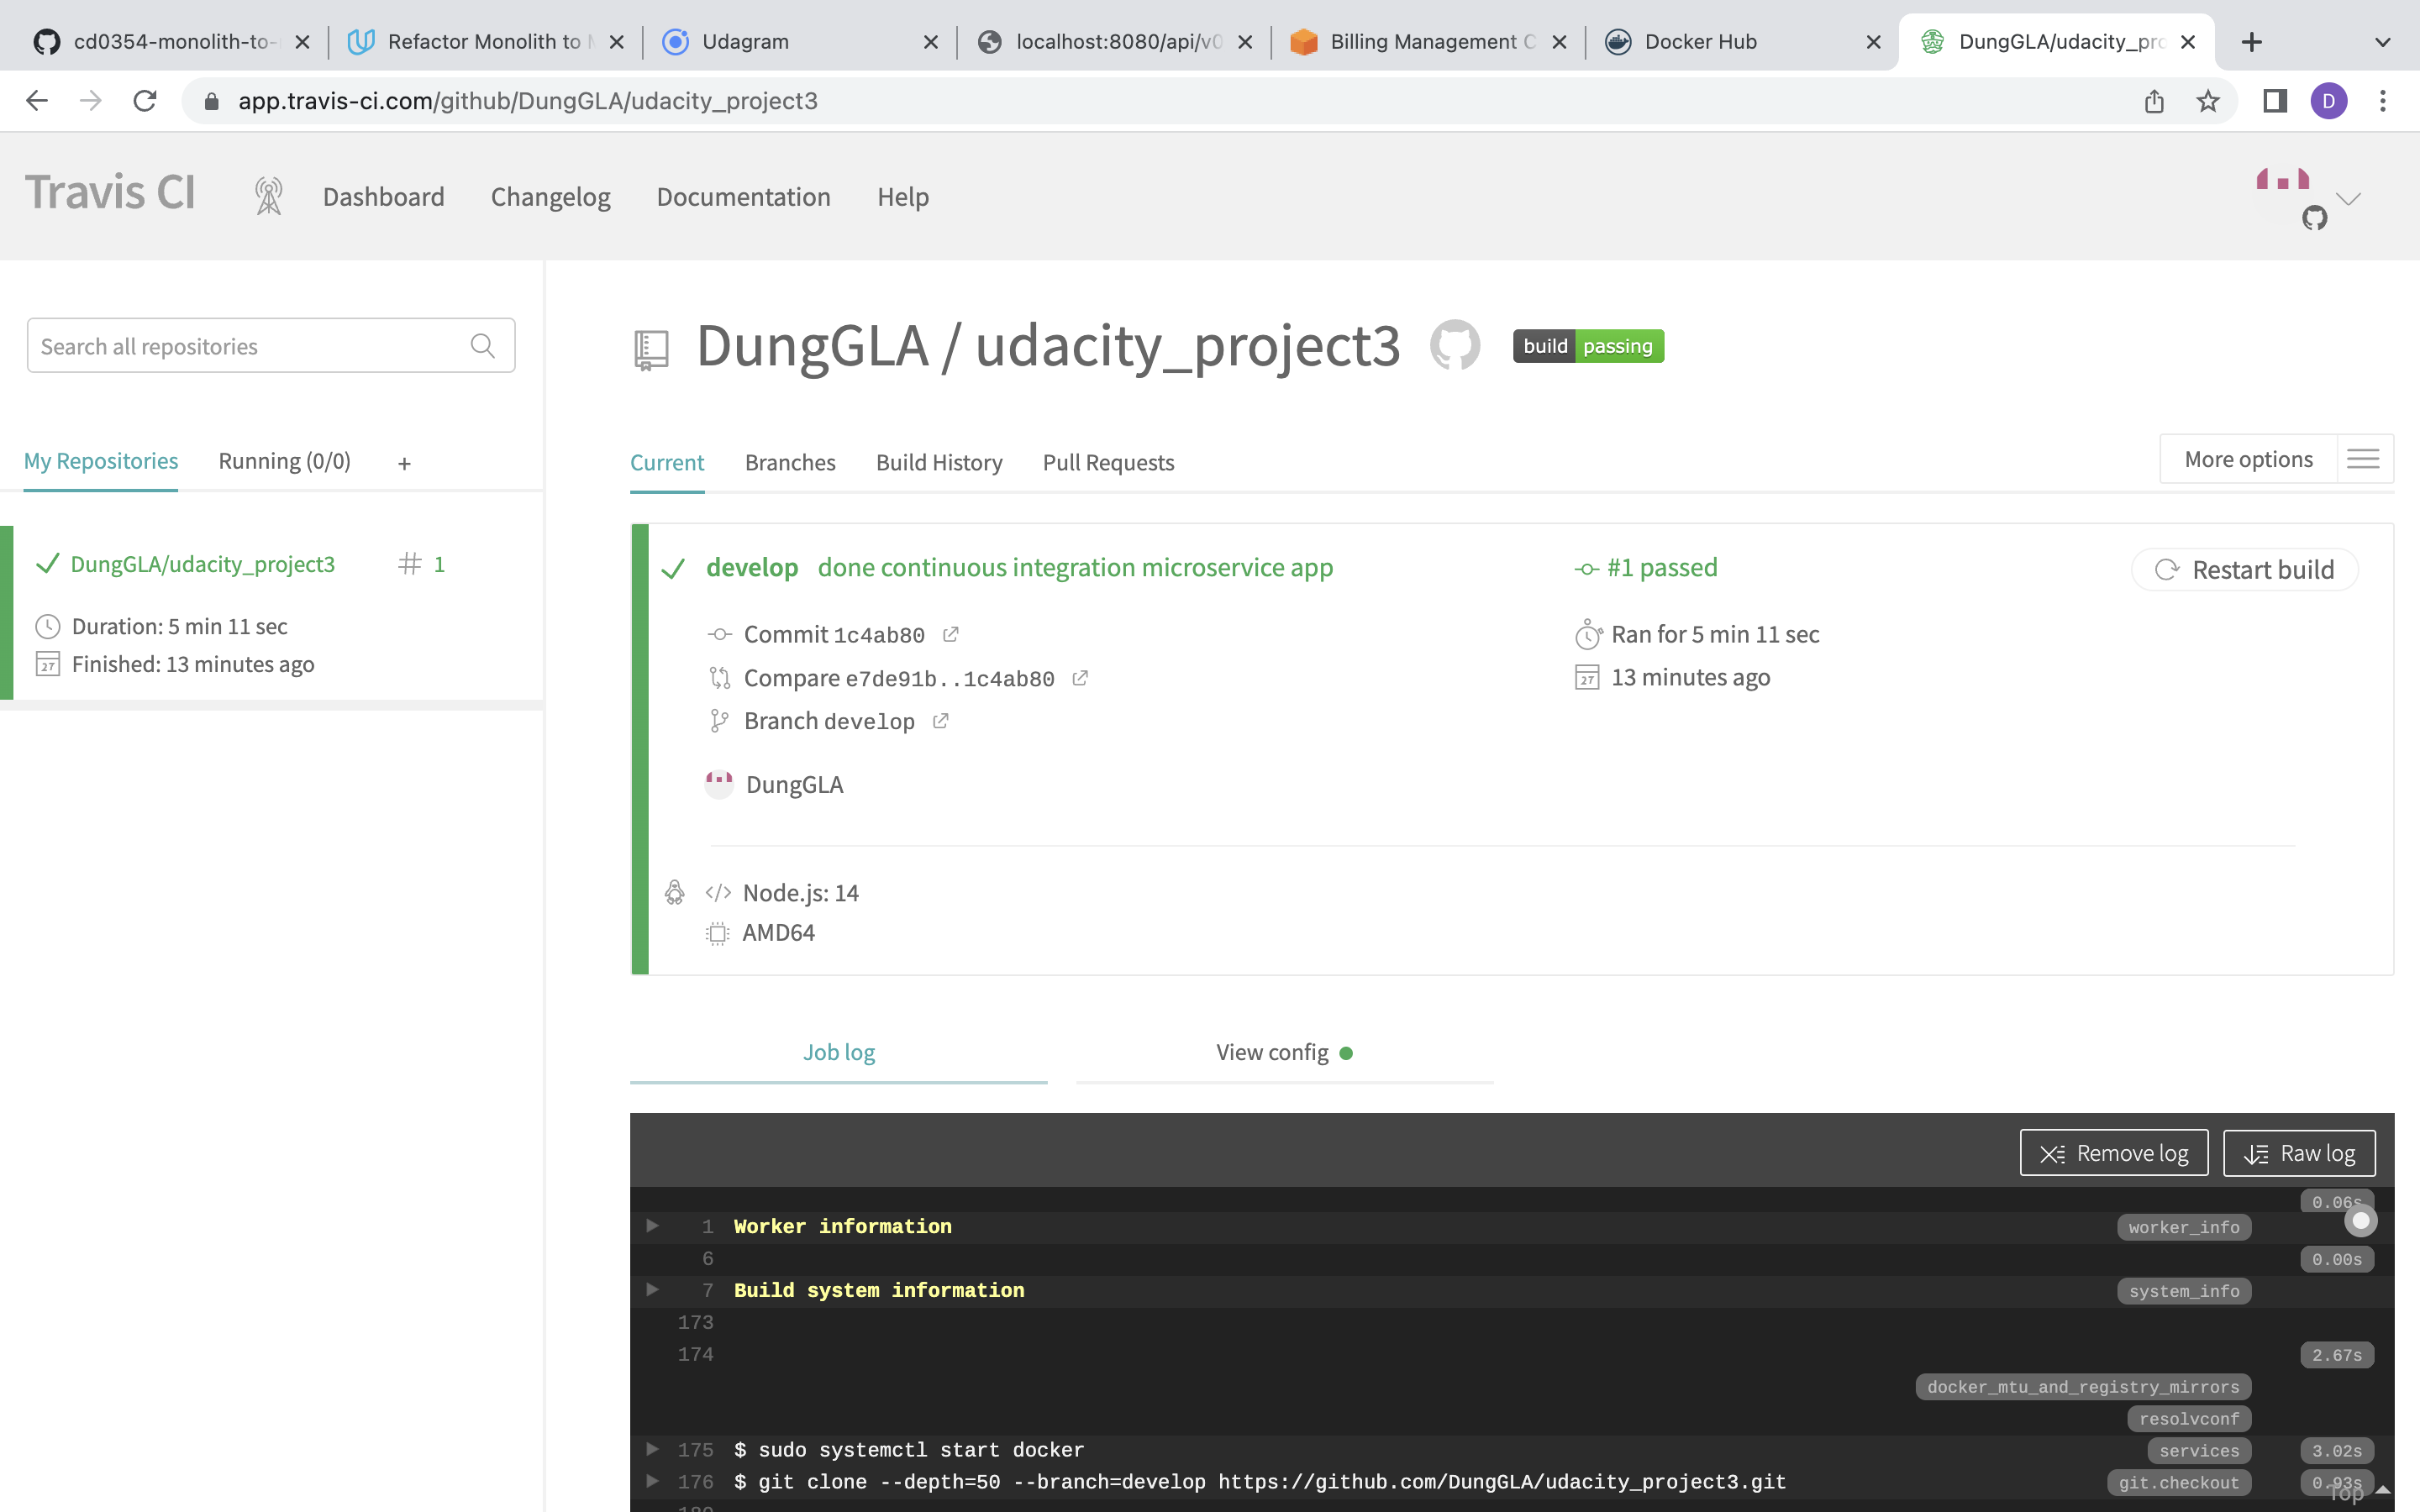 cd0354-monolith-to-
Refactor Monolith to
Udagram
localhost:8080/api/v0
Billing Management C
Docker Hub
DungGLA/udacity_pro
app.travis-ci.com/github/DungGLA/udacity_project3
D
Travis CI
Dashboard
Changelog
Documentation
Help
Search all repositories
My Repositories
Running (0/0)
+
DungGLA/udacity_project3
# 1
Duration: 5 min 11 sec
27 Finished: 13 minutes ago
DungGLA / udacity_project3
build passing
Current
Branches
Build History
Pull Requests
More options
develop done continuous integration microservice app
Commit 1c4ab80
Compare e7de91b..1c4ab80
Branch develop
DungGLA
#1 passed
Ran for 5 min 11 sec
27 13 minutes ago
Restart build
</> Node.js: 14
AMD64
Job log
View config
Remove log
Raw log
0.06s
1 Worker information worker_info
6 0.00s
7 Build system information system_info
173
174 2.67s
docker_mtu_and_registry_mirrors
resolvconf
175 $ sudo systemctl start docker services 3.02s
176 $ git clone --depth=50 --branch=develop https://github.com/DungGLA/udacity_project3.git git.checkout 0.93s
Top